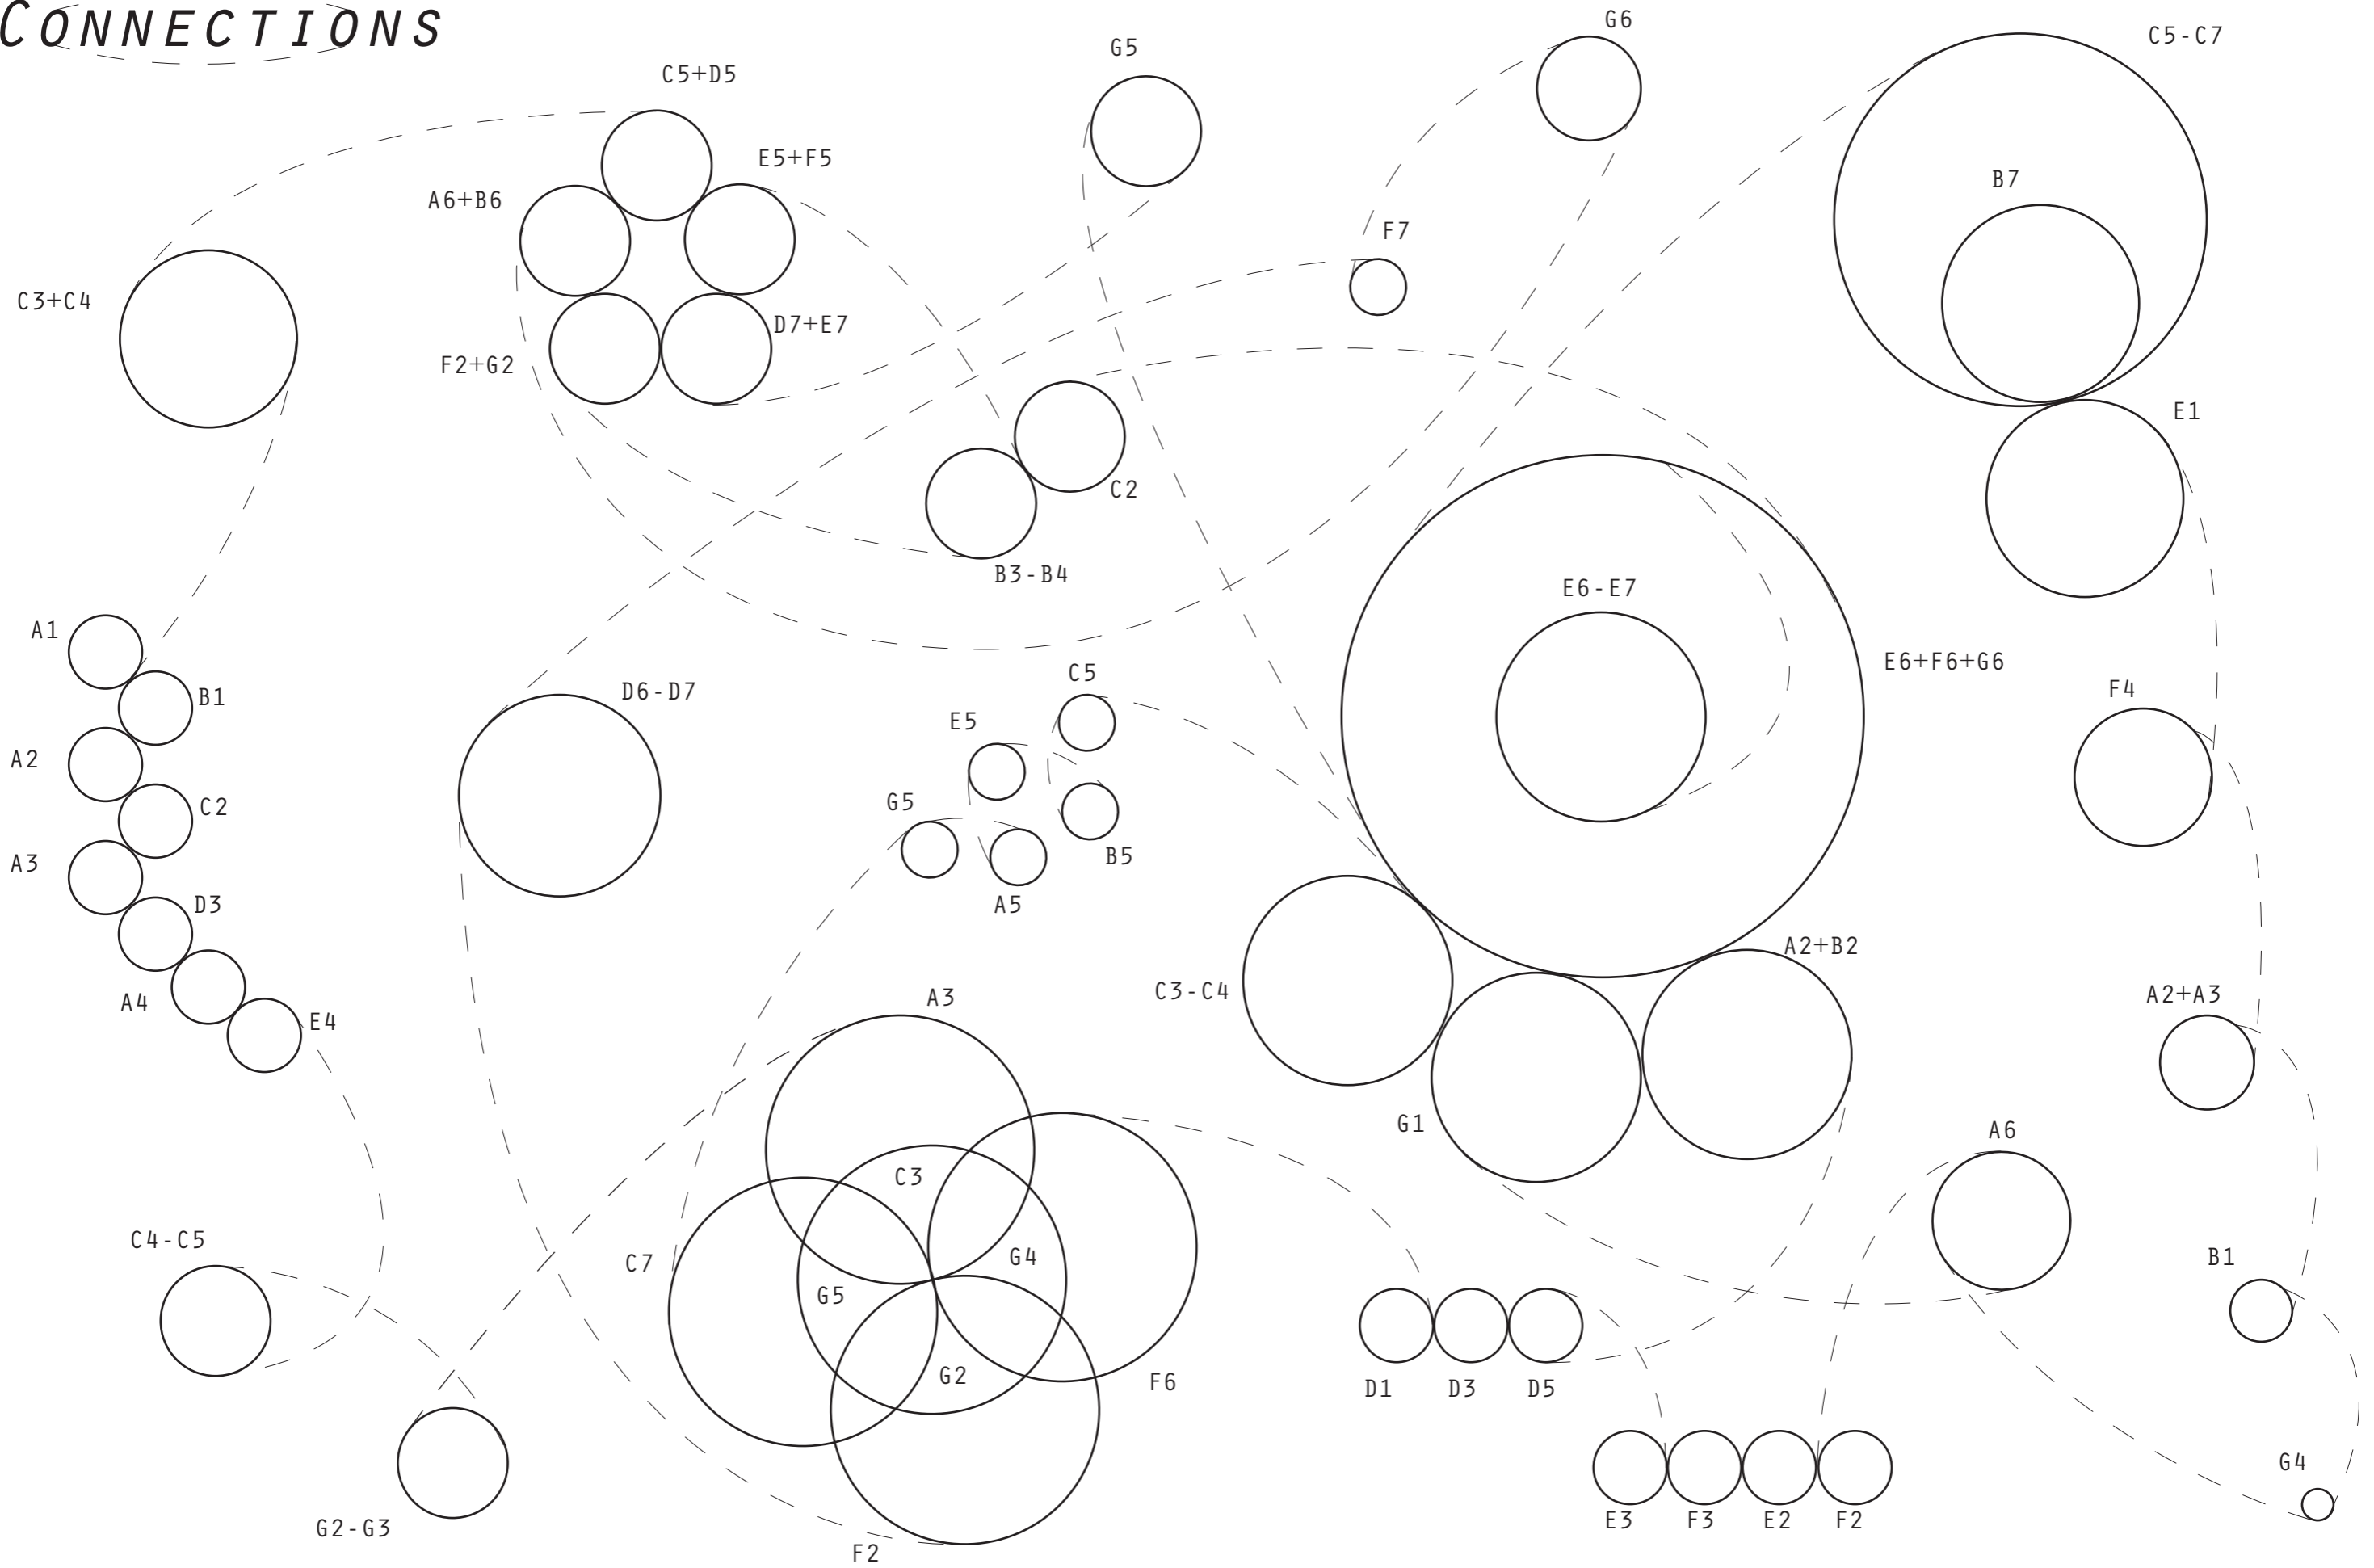 CONNECTIONS
G6
C5-C7
G5
C5+D5
E5+F5
B7
A6+B6
F7
C3+C4
D7+E7
F2+G2
E1
C2
B3-B4
E6-E7
A1
E6+F6+G6
C5
F4
D6-D7
B1
E5
A2
G5
C2
B5
A3
A5
D3
A2+B2
C3-C4
A2+A3
A3
A4
E4
G1
A6
C3
C4-C5
G4
B1
C7
G5
G2
F6
D1
D3
D5
G4
E3
F3
E2
F2
G2-G3
F2